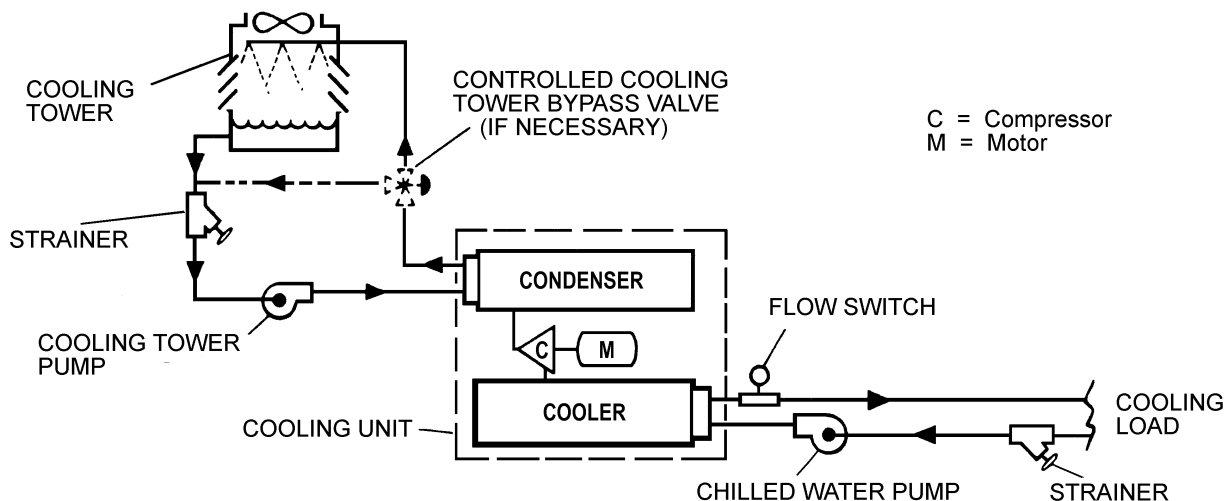 COOLING
TOWER
CONTROLLED COOLING
TOWER BYPASS VALVE
(IF NECESSARY)
C = Compressor
M = Motor
STRAINER
CONDENSER
FLOW SWITCH
COOLING TOWER
PUMP
C
M
COOLER
COOLING
LOAD
COOLING UNIT
CHILLED WATER PUMP
STRAINER